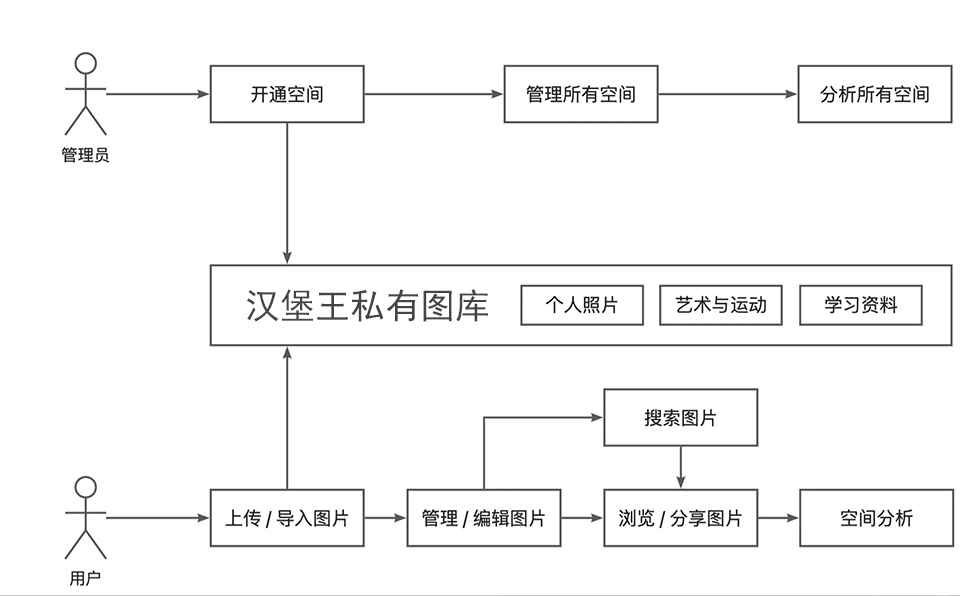 开通空间
管理所有空间
分析所有空间
管理员
汉堡王私有图库
个人照片
艺术与运动
学习资料
搜索图片
上传 / 导入图片
管理 / 编辑图片
浏览 / 分享图片
空间分析
用户